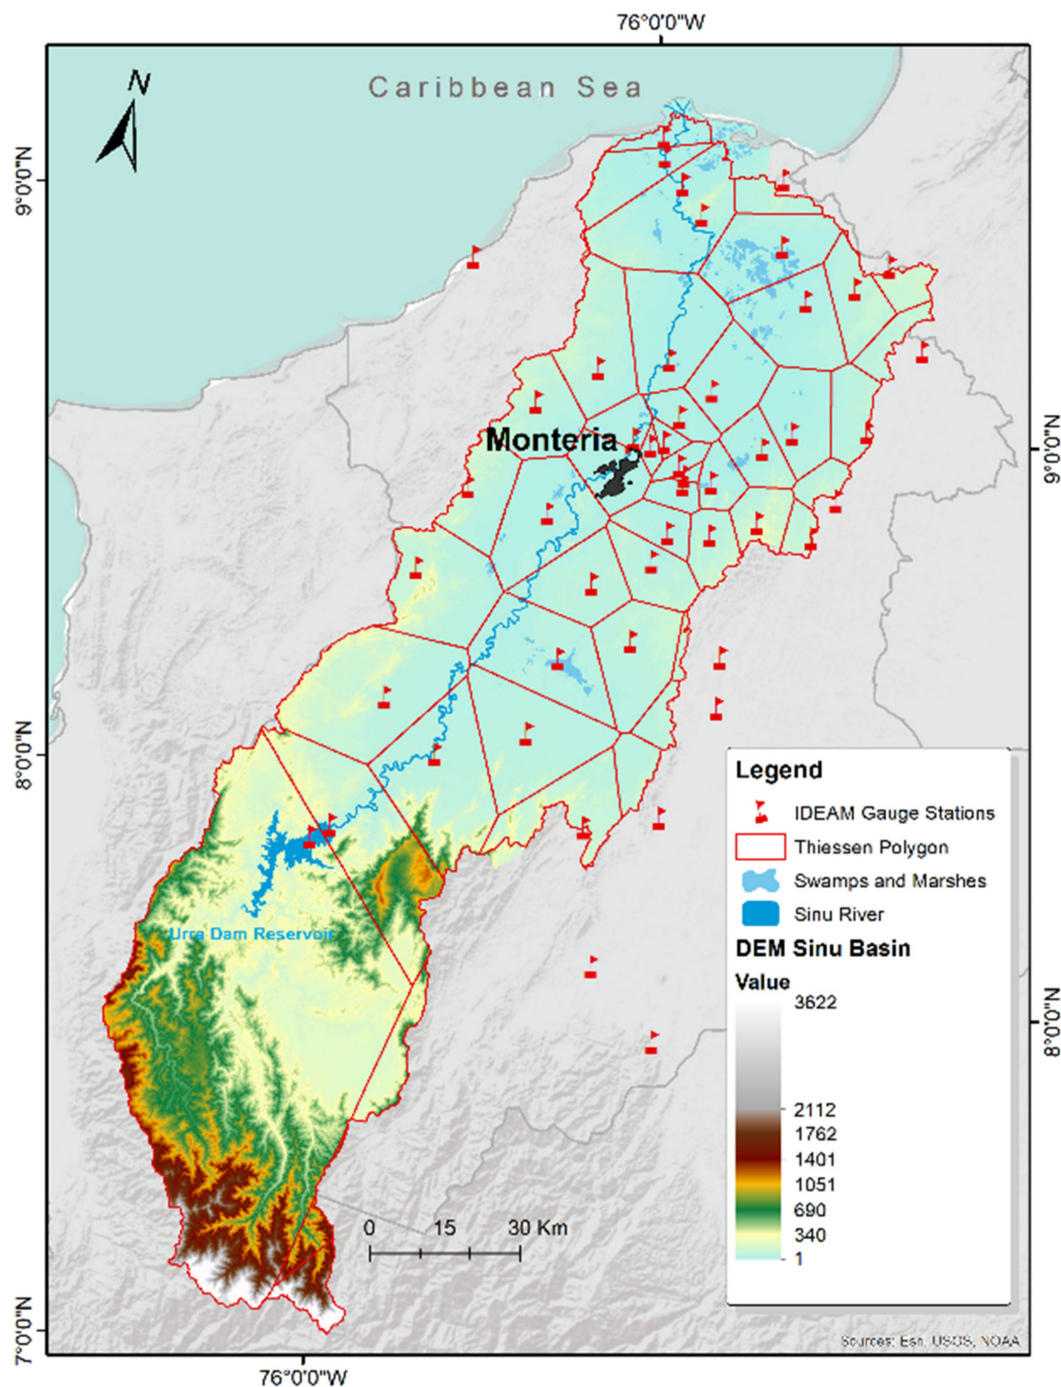 76°0'0"W
N
Caribbean Sea
9°0'0"N
9°0'0"N
Monteria
8°0'0"N
Legend
IDEAM Gauge Stations
Thiessen Polygon
Swamps and Marshes
Sinu River
Urra Dam Reservoir
DEM Sinu Basin
Value
3622
8°0'0"N
2112
1762
1401
1051
690
340
1
0 15 30 Km
7°0'0"N
Sources: Esri, USGS, NOAA
76°0'0"W